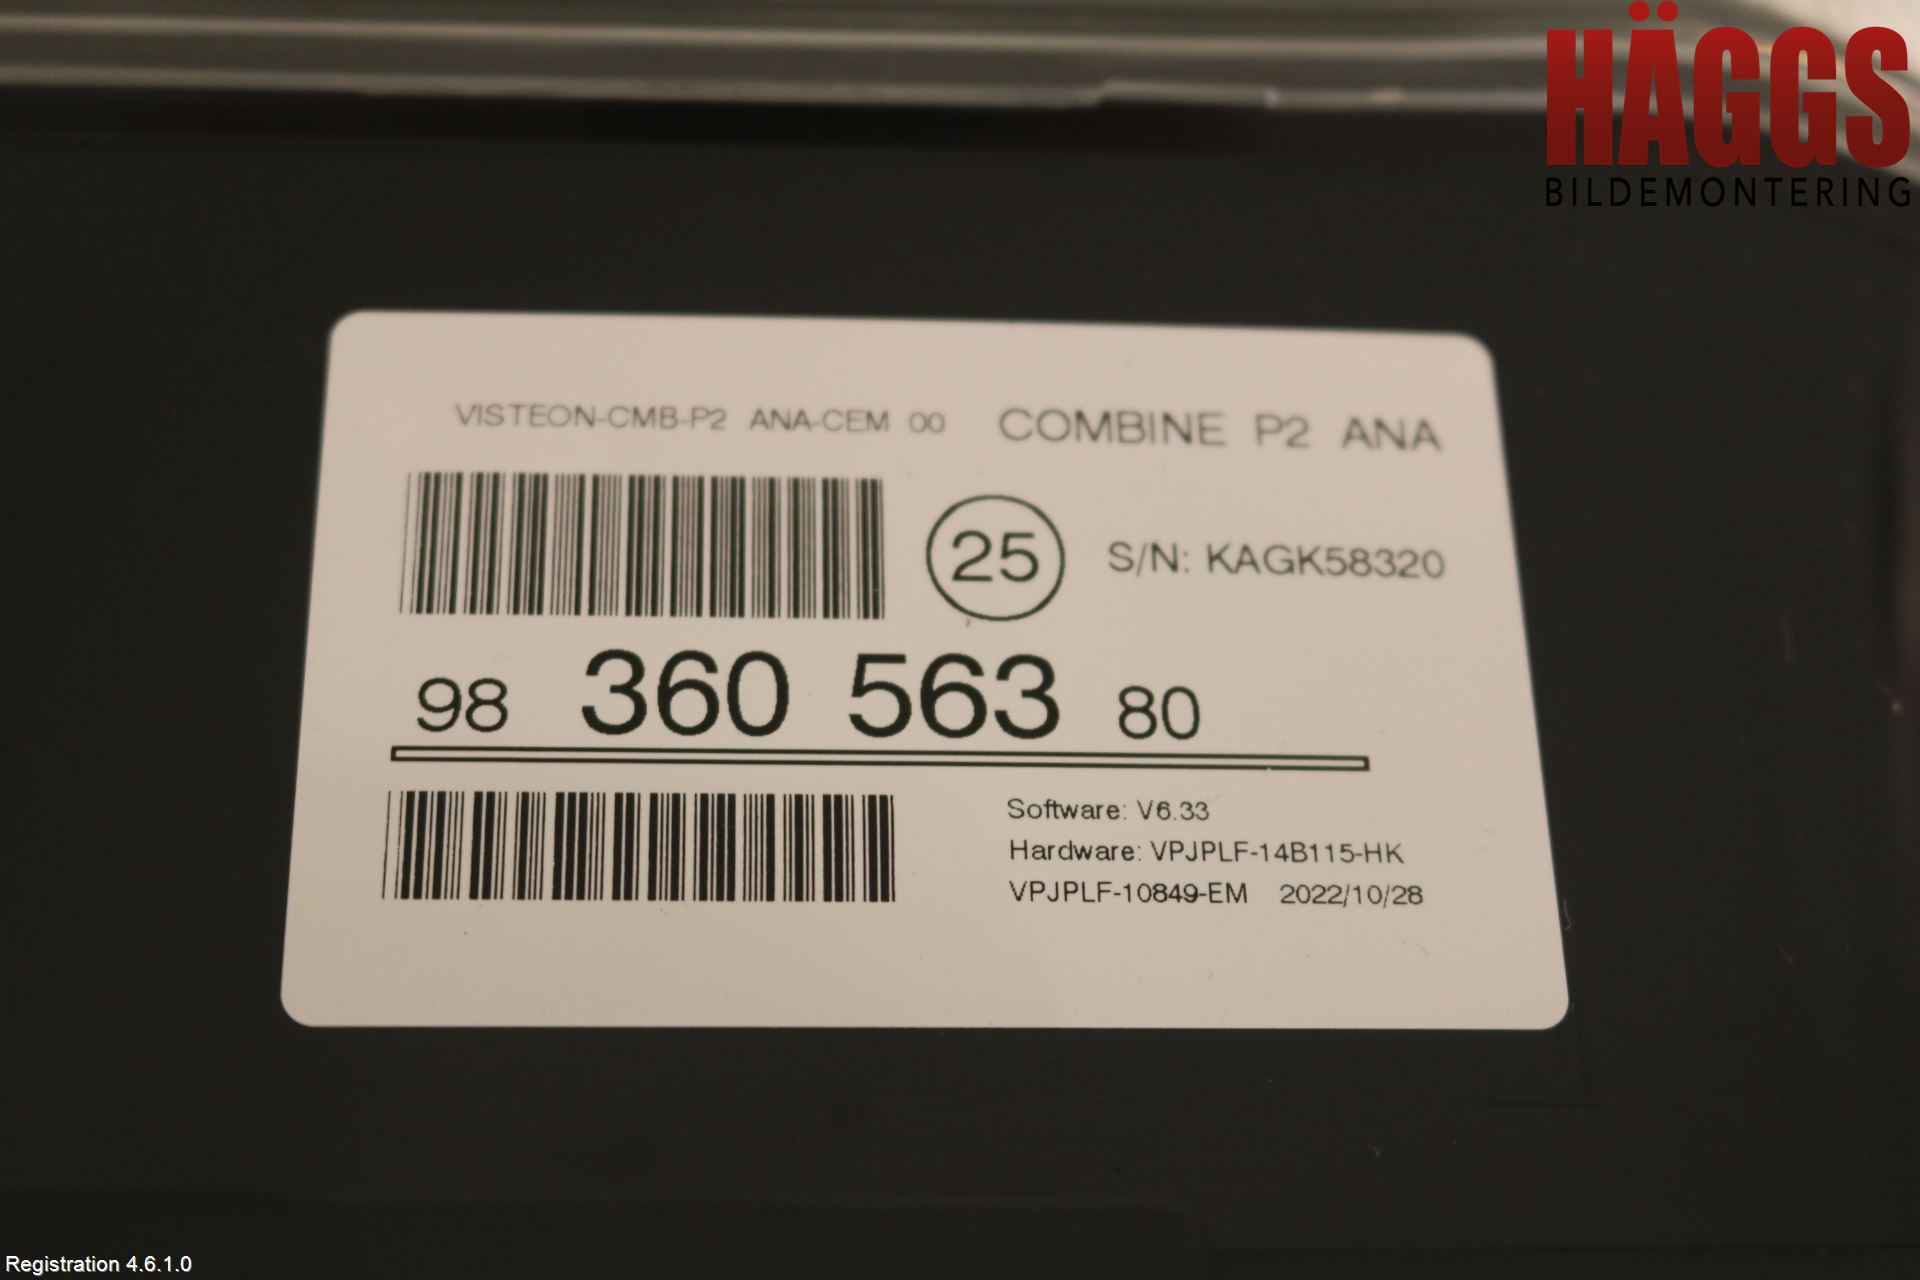 HÄGGS
BILDEMONTERING
VISTEON-CMB-P2 ANA-CEM 00 COMBINE P2 ANA
25 S/N: KAGK58320
98 360 563 80
Software: V6.33
Hardware: VPJPLF-14B115-HK
VPJPLF-10849-EM 2022/10/28
Registration 4.6.1.0